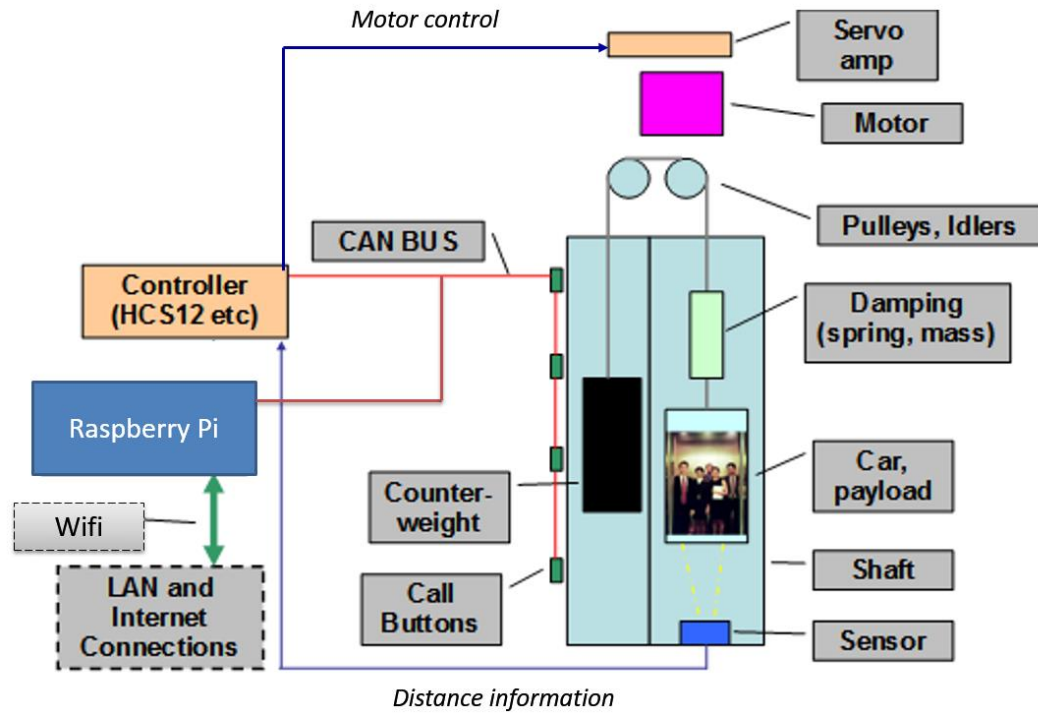 Motor control
Servo
amp
Motor
Pulleys, Idlers
CAN BUS
Controller
(HCS12 etc)
Damping
(spring, mass)
Raspberry Pi
Car,
payload
Counter-
weight
Wifi
Shaft
LAN and
Internet
Connections
Call
Buttons
Sensor
Distance information